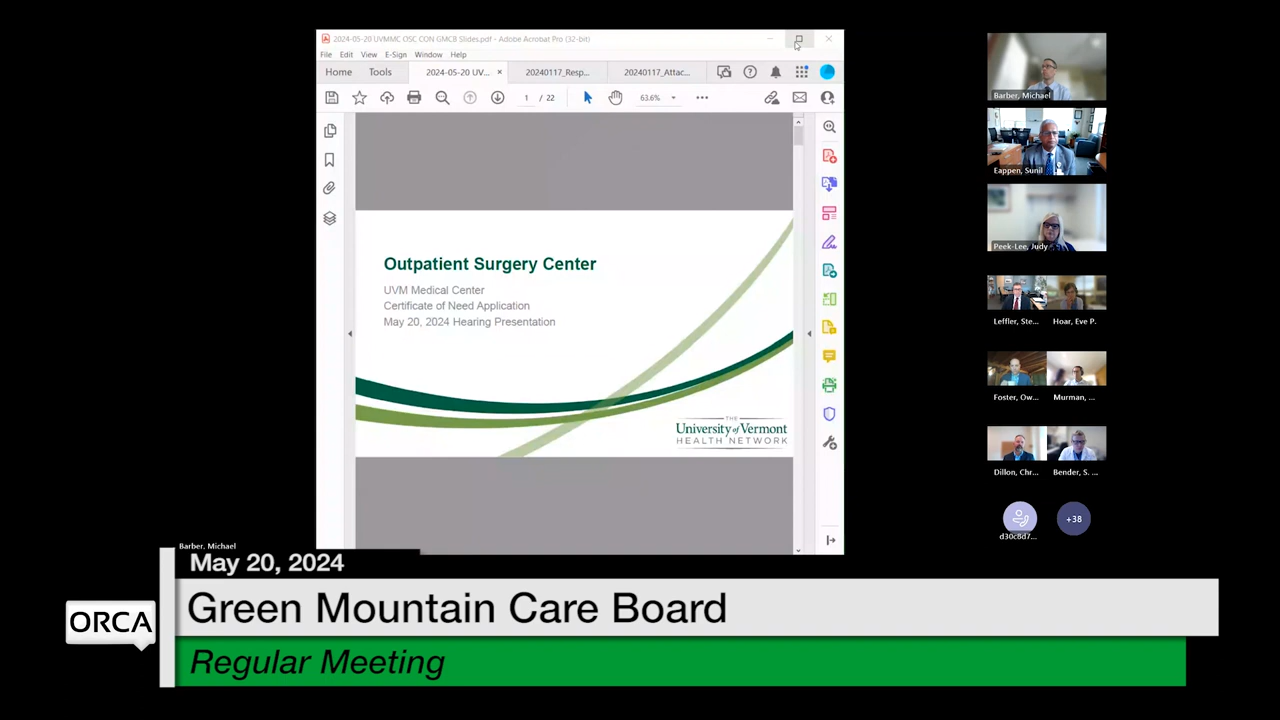 2024-05-20 UVMMC OSC CON GMCB Slides.pdf - Adobe Acrobat Pro (32-bit)
File Edit View E-Sign Window Help
Home Tools 2024-05-20 UV... × 20240117_Resp... 20240117_Attac...
1 / 22 63.6%
Outpatient Surgery Center
UVM Medical Center
Certificate of Need Application
May 20, 2024 Hearing Presentation
THE
University of Vermont
HEALTH NETWORK
Barber, Michael
Eappen, Sunil
Peek-Lee, Judy
Leffler, Ste... Hoar, Eve P.
Foster, Ow... Murman, ...
Dillon, Chr... Bender, S. ...
+38
d30c8d7...
Barber, Michael
May 20, 2024
ORCA
Green Mountain Care Board
Regular Meeting